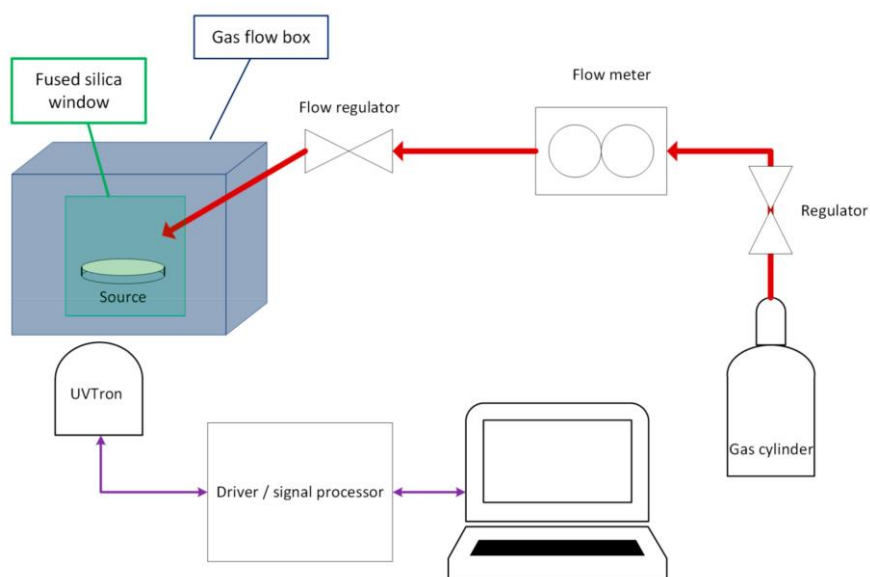 Gas flow box
Fused silica
window
Flow meter
Flow regulator
Regulator
Source
UVTron
Gas cylinder
Driver / signal processor